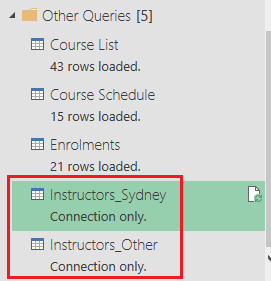 Other Queries [5]
Course List
43 rows loaded.
Course Schedule
15 rows loaded.
Enrolments
21 rows loaded.
Instructors_Sydney
Connection only.
Instructors_Other
Connection only.